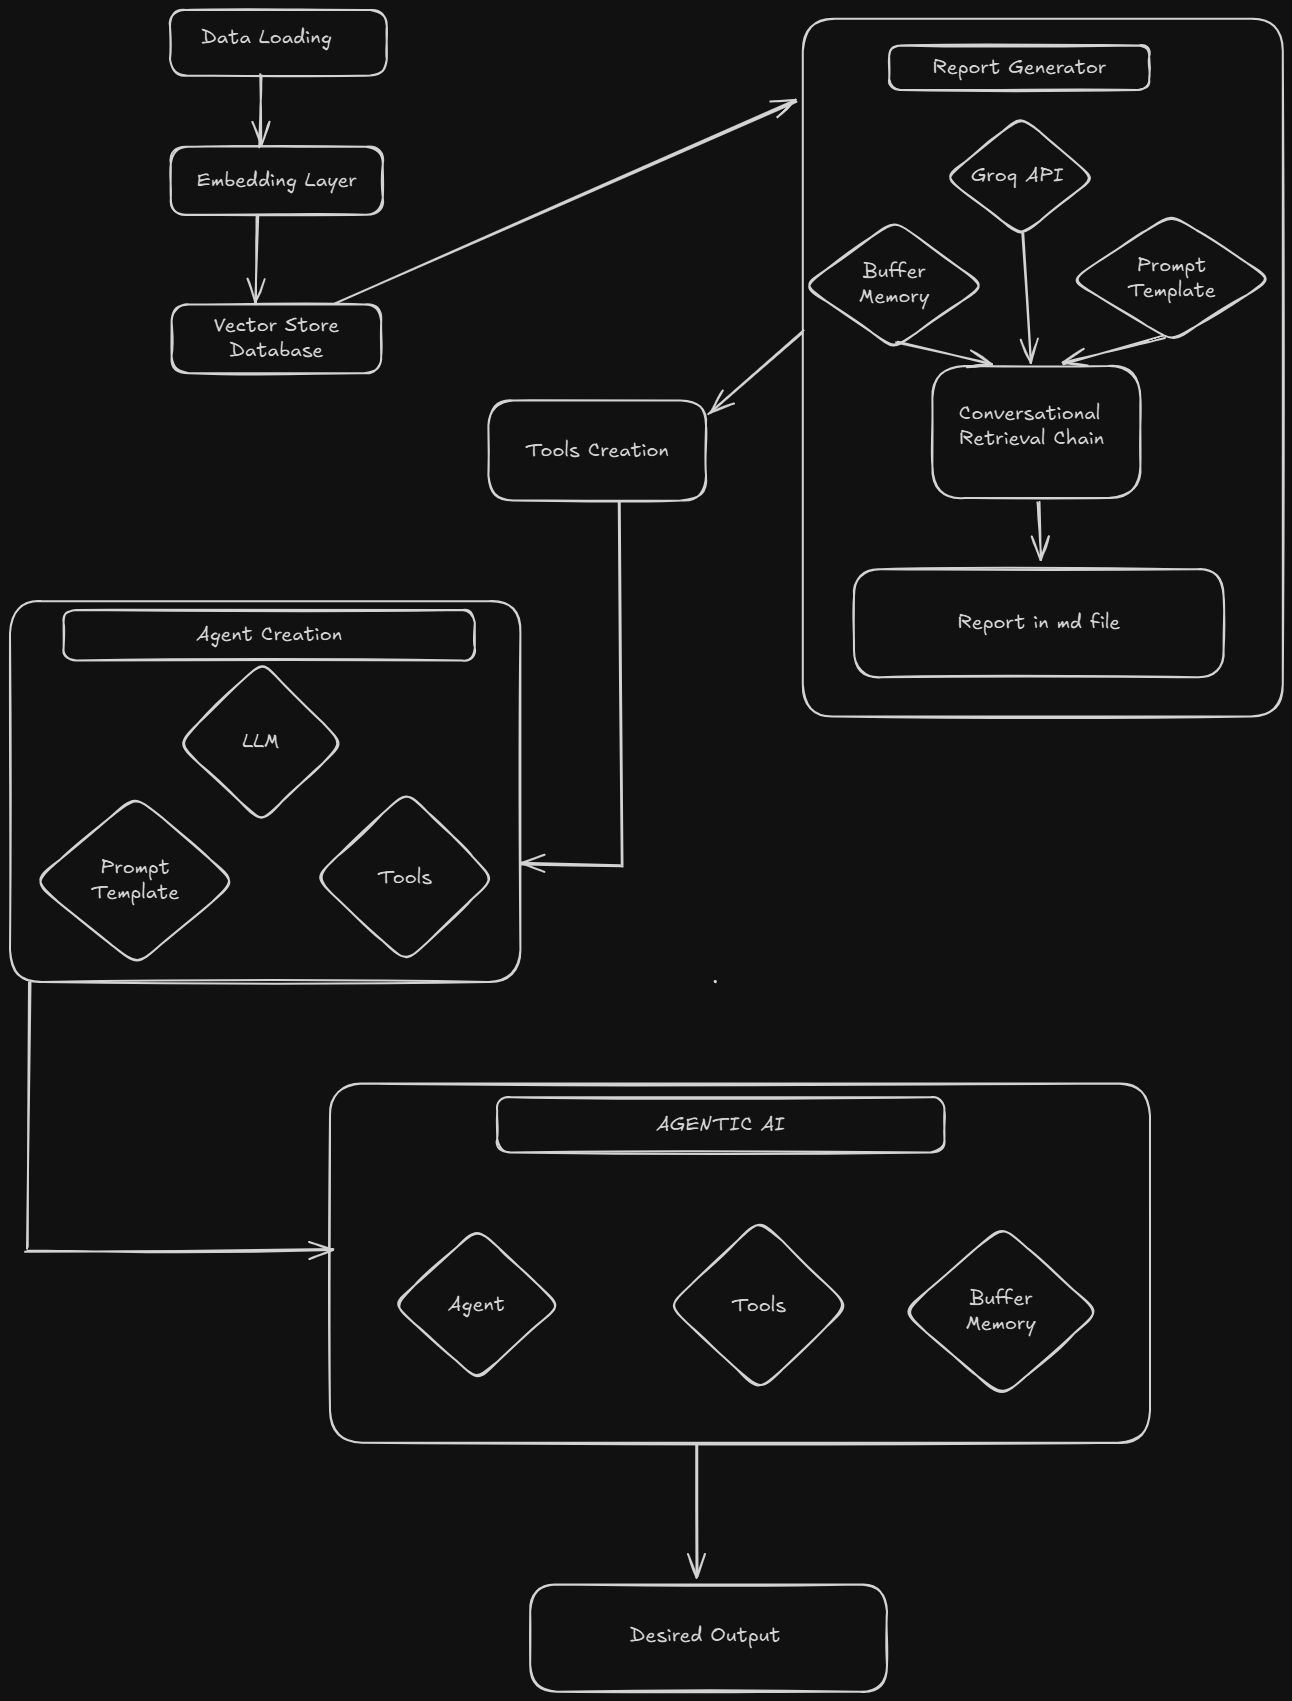 Data Loading
Embedding Layer
Vector Store
Database
Report Generator
Groq API
Buffer
Memory
Prompt
Template
Conversational
Retrieval Chain
Report in md file
Tools Creation
Agent Creation
LLM
Prompt
Template
Tools
AGENTIC AI
Agent
Tools
Buffer
Memory
Desired Output